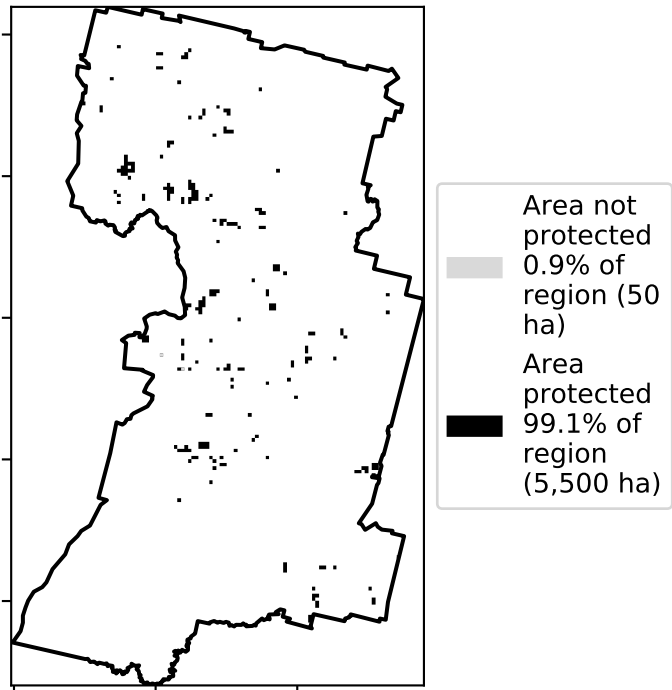 Area not
protected
0.9% of
region (50
ha)
Area
protected
99.1% of
region
(5,500 ha)